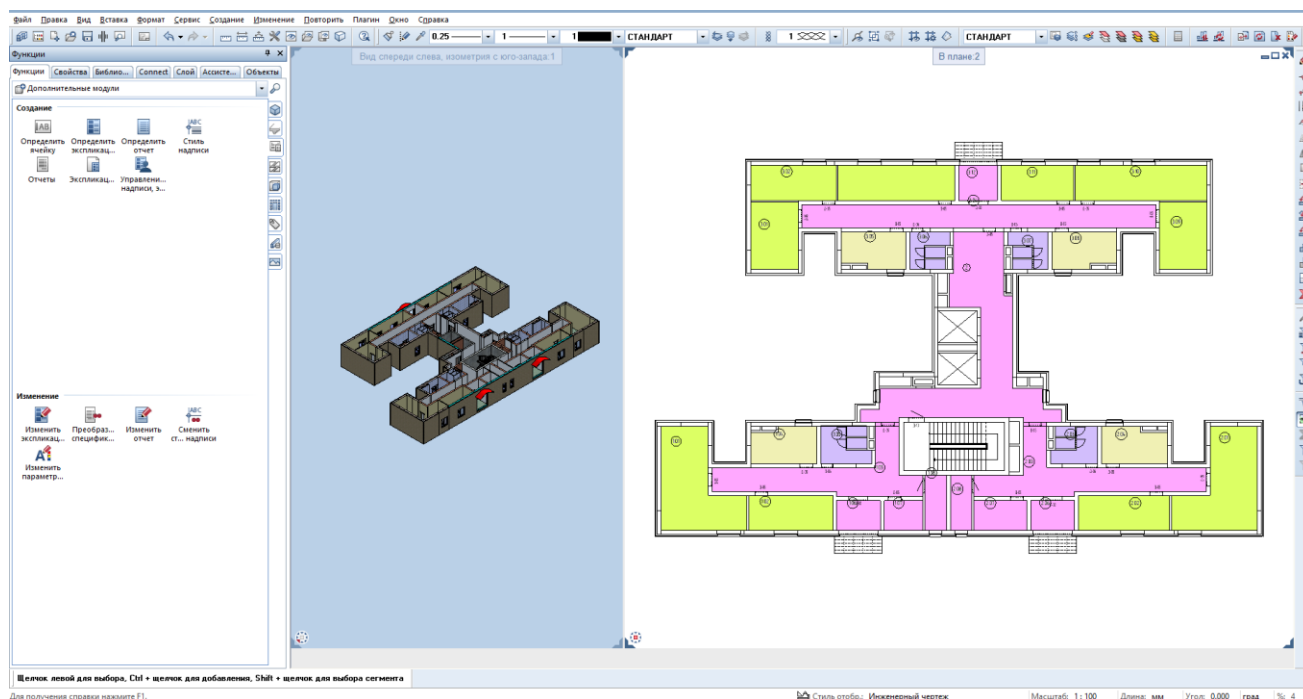 Файл Правка Вид Вставка Формат Сервис Создание Изменение Повторить Плагин Окно Справка
0.25 1 1 СТАНДАРТ 1 СТАНДАРТ
Функции
Функции Свойства Библио... Connect Слой Ассисте... Объекты
Дополнительные модули
Создание
Определить ячейку
Определить экспликац...
Определить отчет
Стиль надписи
Отчеты
Экспликац...
Управлени... надписи, э...
Изменение
Изменить экспликац...
Преобраз... специфик...
Изменить отчет
Сменить ст... надписи
Изменить параметр...
Вид спереди слева, изометрия с юго-запада:1
В плане:2
Щелчок левой для выбора, Ctrl + щелчок для добавления, Shift + щелчок для выбора сегмента
Для получения справки нажмите F1.
Стиль отобр.: Инженерный чертеж Масштаб: 1:100 Длина: мм Угол: 0.000 град %: 4